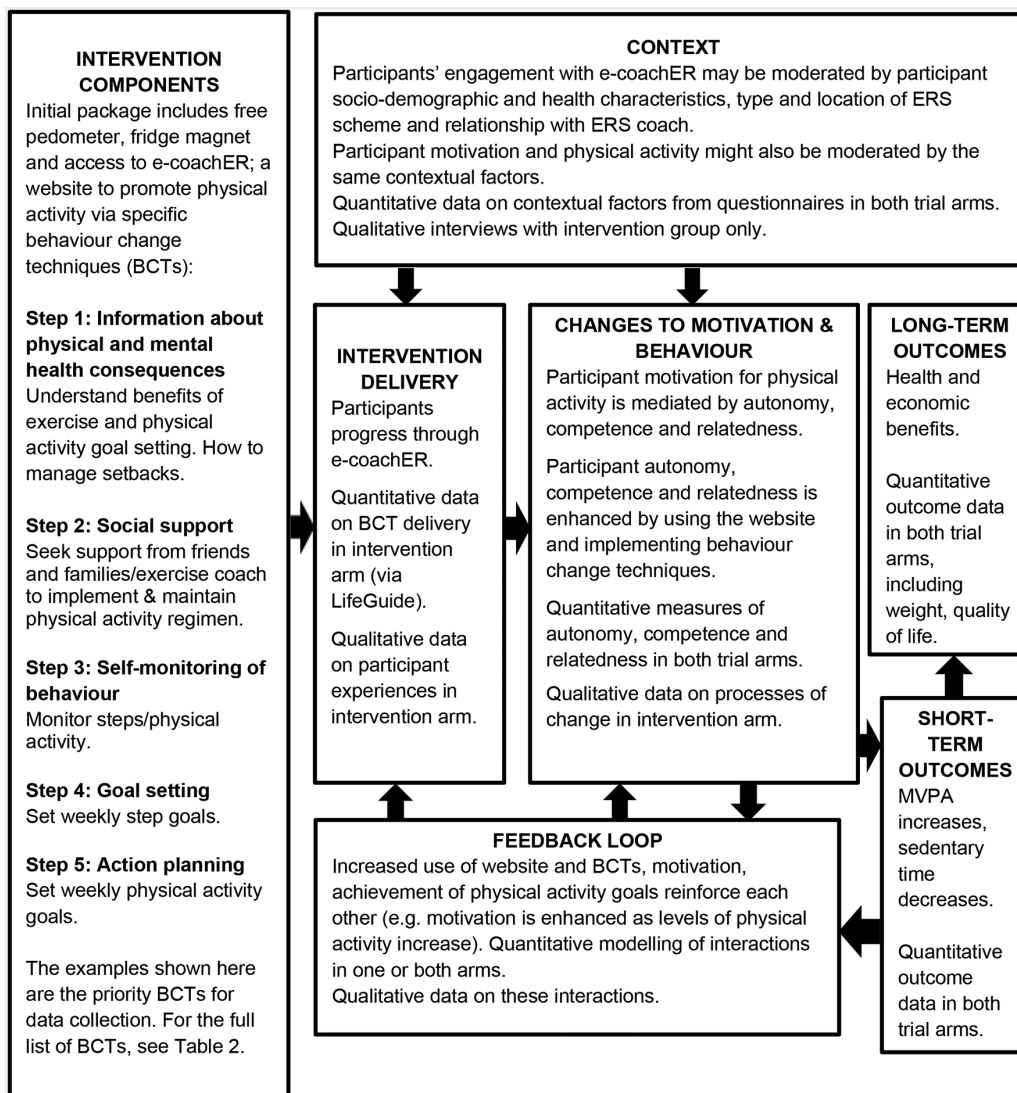 INTERVENTION
COMPONENTS
Initial package includes free
pedometer, fridge magnet
and access to e-coachER; a
website to promote physical
activity via specific
behaviour change
techniques (BCTs):
Step 1: Information about
physical and mental
health consequences
Understand benefits of
exercise and physical
activity goal setting. How to
manage setbacks.
Step 2: Social support
Seek support from friends
and families/exercise coach
to implement & maintain
physical activity regimen.
Step 3: Self-monitoring of
behaviour
Monitor steps/physical
activity.
Step 4: Goal setting
Set weekly step goals.
Step 5: Action planning
Set weekly physical activity
goals.
The examples shown here
are the priority BCTs for
data collection. For the full
list of BCTs, see Table 2.
CONTEXT
Participants’ engagement with e-coachER may be moderated by participant
socio-demographic and health characteristics, type and location of ERS
scheme and relationship with ERS coach.
Participant motivation and physical activity might also be moderated by the
same contextual factors.
Quantitative data on contextual factors from questionnaires in both trial arms.
Qualitative interviews with intervention group only.
INTERVENTION
DELIVERY
Participants
progress through
e-coachER.
Quantitative data
on BCT delivery
in intervention
arm (via
LifeGuide).
Qualitative data
on participant
experiences in
intervention arm.
CHANGES TO MOTIVATION &
BEHAVIOUR
Participant motivation for physical
activity is mediated by autonomy,
competence and relatedness.
Participant autonomy,
competence and relatedness is
enhanced by using the website
and implementing behaviour
change techniques.
Quantitative measures of
autonomy, competence and
relatedness in both trial arms.
Qualitative data on processes of
change in intervention arm.
LONG-TERM
OUTCOMES
Health and
economic
benefits.
Quantitative
outcome data
in both trial
arms,
including
weight, quality
of life.
SHORT-
TERM
OUTCOMES
MVPA
increases,
sedentary
time
decreases.
Quantitative
outcome
data in both
trial arms.
FEEDBACK LOOP
Increased use of website and BCTs, motivation,
achievement of physical activity goals reinforce each
other (e.g. motivation is enhanced as levels of physical
activity increase). Quantitative modelling of interactions
in one or both arms.
Qualitative data on these interactions.